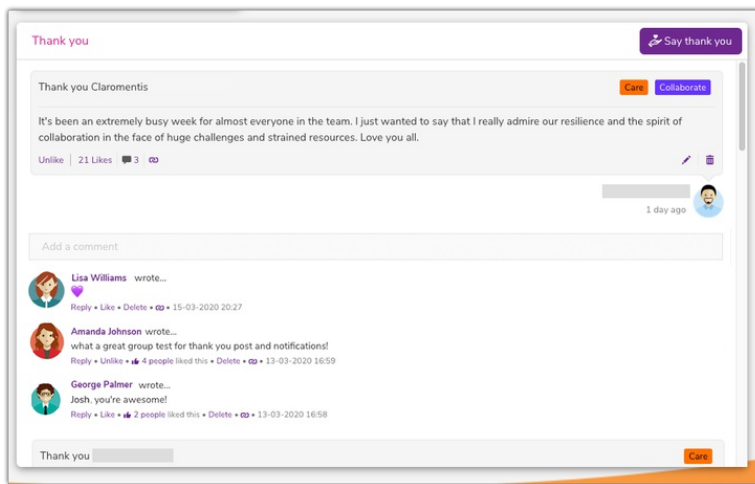 Thank you
Say thank you
Thank you Claromentis
Care
Collaborate
It's been an extremely busy week for almost everyone in the team. I just wanted to say that I really admire our resilience and the spirit of
collaboration in the face of huge challenges and strained resources. Love you all.
Unlike | 21 Likes | 3
1 day ago
Add a comment
Lisa Williams wrote...
💜
Reply • Like • Delete • 15-03-2020 20:27
Amanda Johnson wrote...
what a great group test for thank you post and notifications!
Reply • Unlike • 4 people liked this • Delete • 13-03-2020 16:59
George Palmer wrote...
Josh, you're awesome!
Reply • Like • 2 people liked this • Delete • 13-03-2020 16:58
Thank you
Care